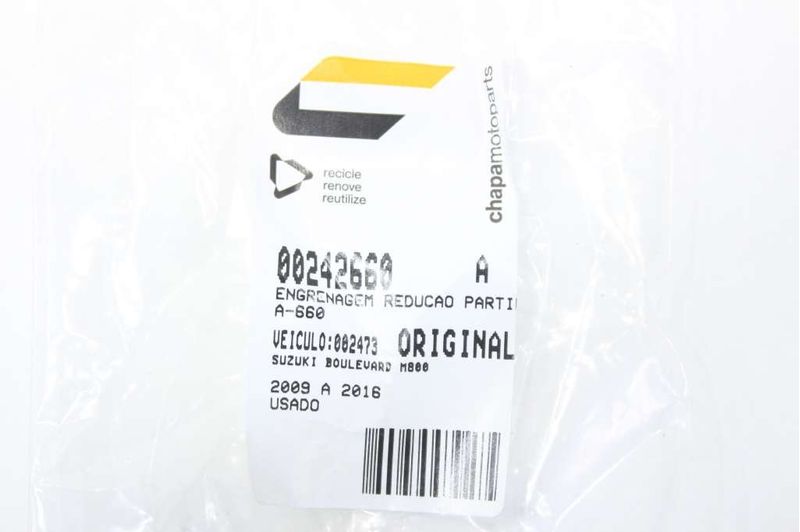 chapamotoparts
recicle
renove
reutilize
00242660 A
ENGRENAGEM REDUCAO PARTI
A-660
VEICULO:002473 ORIGINAL
SUZUKI BOULEVARD M800
2009 A 2016
USADO